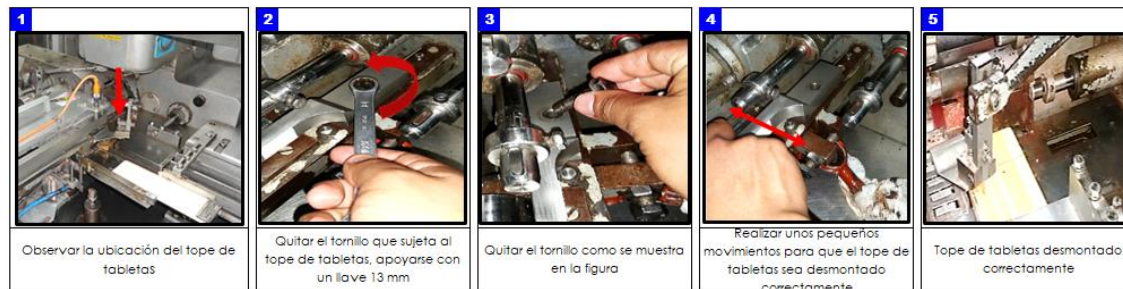 1
2
3
4
5
Observar la ubicación del tope de
tabletas
Quitar el tornillo que sujeta al
tope de tabletas, apoyarse con
un llave 13 mm
Quitar el tornillo como se muestra
en la figura
Realizar unos pequeños
movimientos para que el tope de
tabletas sea desmontado
correctamente
Tope de tabletas desmontado
correctamente